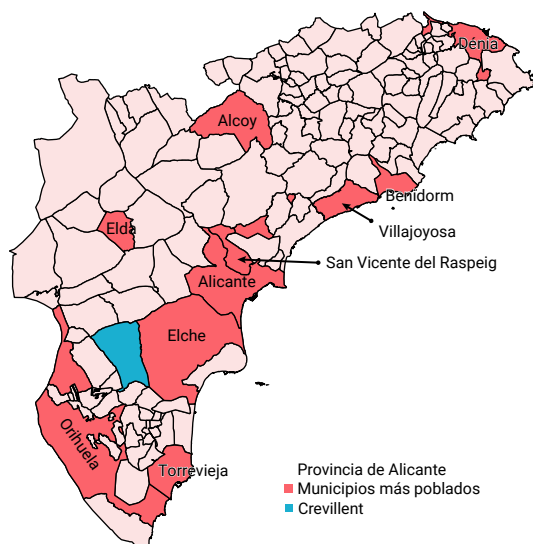 Dénia
Alcoy
Benidorm
Elda
Villajoyosa
San Vicente del Raspeig
Alicante
Elche
Orihuela
Torrevieja
Provincia de Alicante
Municipios más poblados
Crevillent